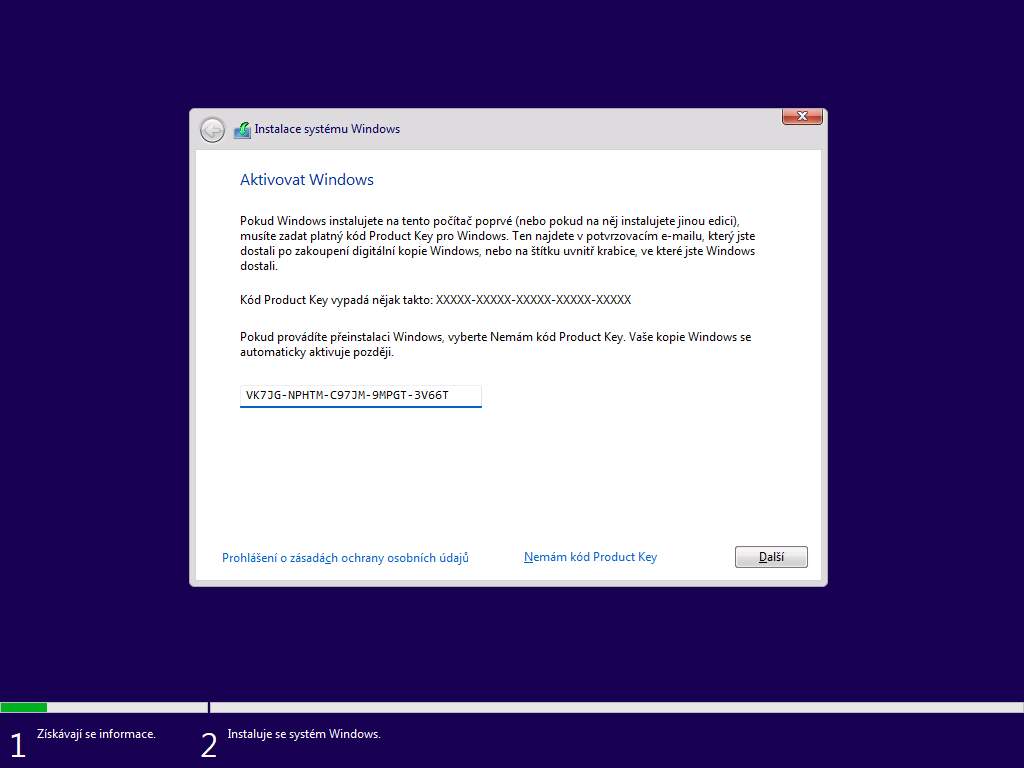 Instalace systému Windows
Aktivovat Windows
Pokud Windows instalujete na tento počítač poprvé (nebo pokud na něj instalujete jinou edici),
musíte zadat platný kód Product Key pro Windows. Ten najdete v potvrzovacím e-mailu, který jste
dostali po zakoupení digitální kopie Windows, nebo na štítku uvnitř krabice, ve které jste Windows
dostali.
Kód Product Key vypadá nějak takto: XXXXX-XXXXX-XXXXX-XXXXX-XXXXX
Pokud provádíte přeinstalaci Windows, vyberte Nemám kód Product Key. Vaše kopie Windows se
automaticky aktivuje později.
VK7JG-NPHTM-C97JM-9MPGT-3V66T
Prohlášení o zásadách ochrany osobních údajů
Nemám kód Product Key
Další
1 Získávají se informace.
2 Instaluje se systém Windows.